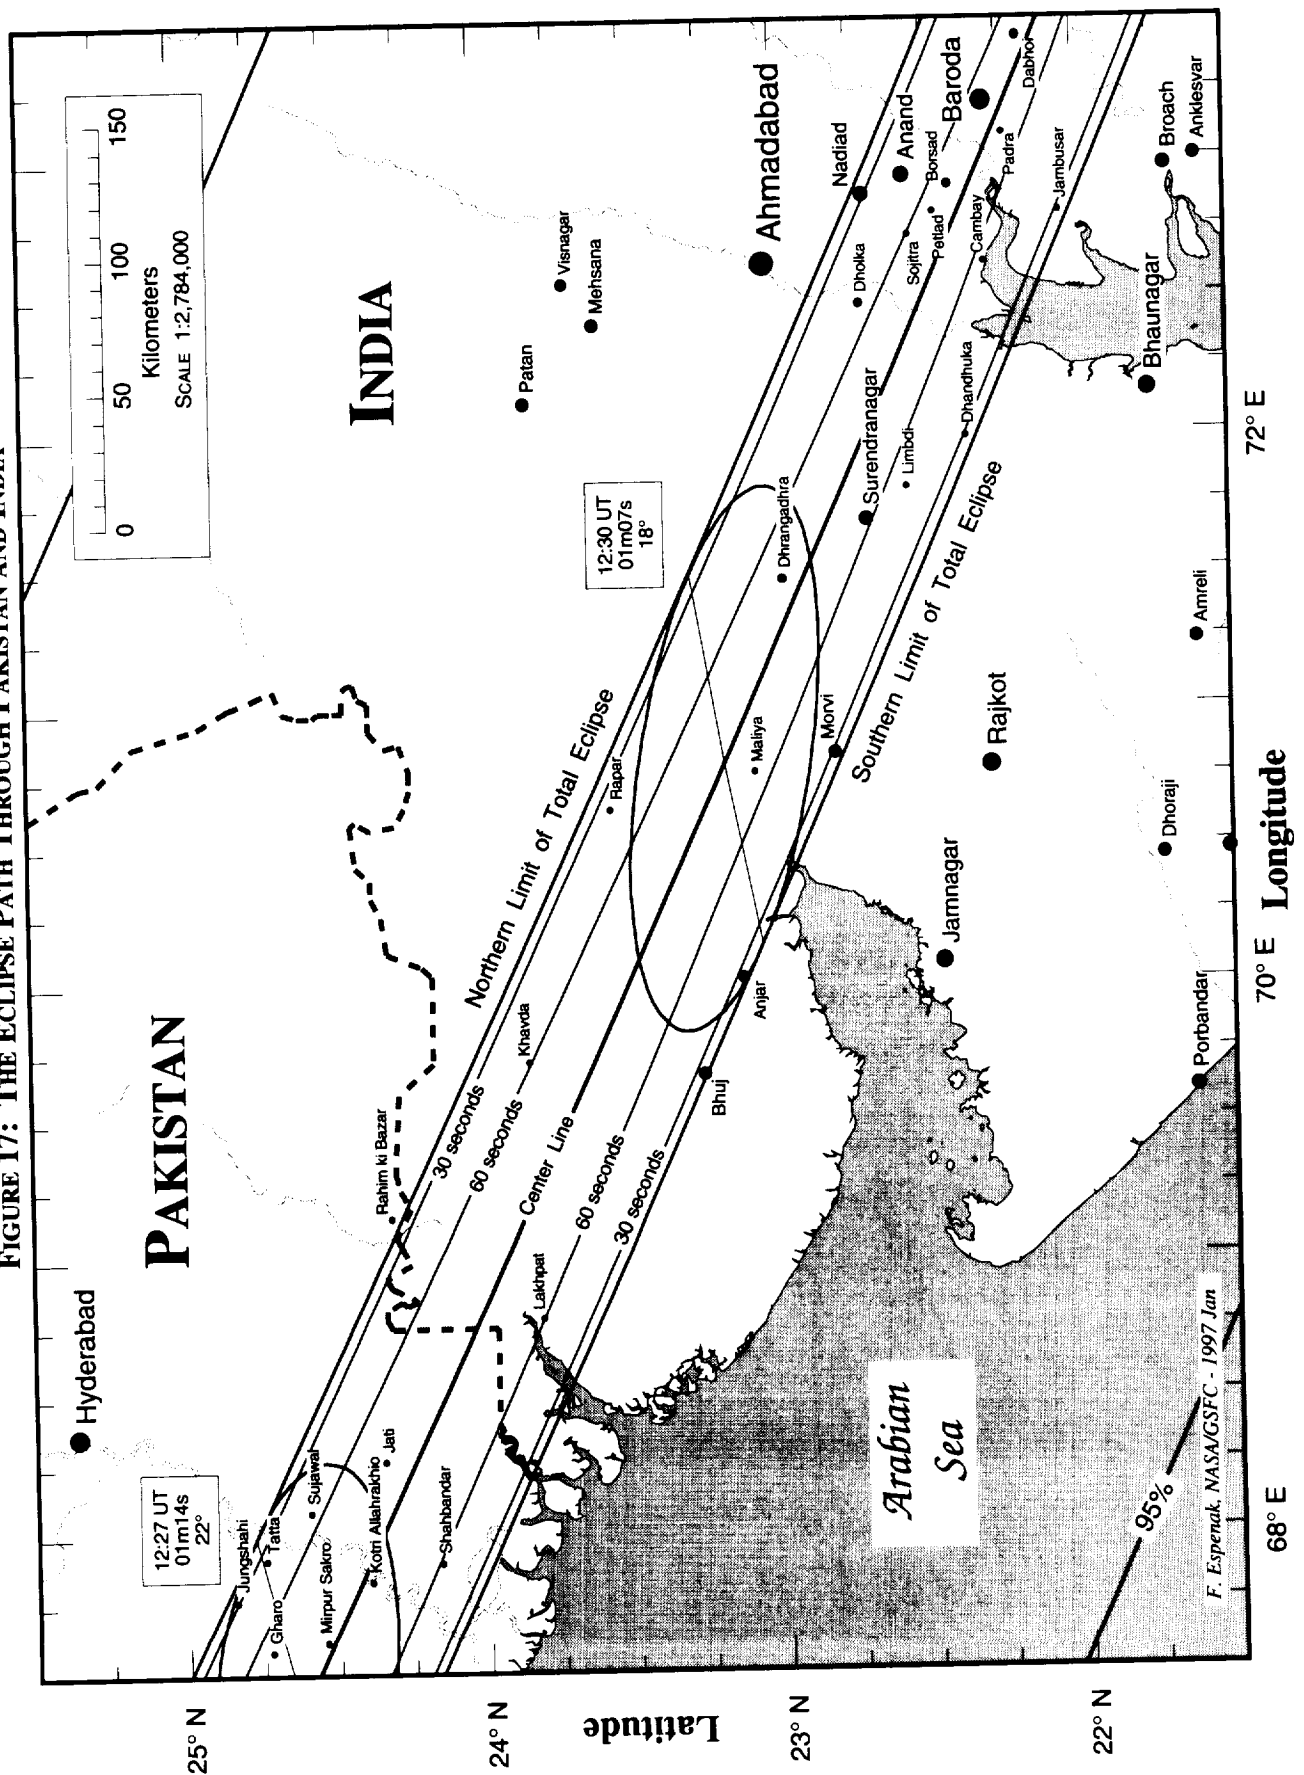 FIGURE 17: THE ECLIPSE PATH THROUGH PAKISTAN AND INDIA
PAKISTAN
INDIA
0 50 100 150
Kilometers
SCALE 1:2,784,000
Hyderabad
12:27 UT
01m14s
22°
Jungshahi
Tatta
Gharo
Sujawal
Mirpur Sakro
Kotri Allahrakhio
Jati
Shahbandar
Rahim ki Bazar
Northern Limit of Total Eclipse
30 seconds
60 seconds
Center Line
60 seconds
30 seconds
Southern Limit of Total Eclipse
Khavda
Lakhpat
Rapar
Bhuj
Anjar
Maliya
Morvi
12:30 UT
01m07s
18°
Dhrangadhra
Surendranagar
Limbdi
Dhandhuka
Patan
Visnagar
Mehsana
Ahmadabad
Dholka
Nadiad
Anand
Sojitra
Petlad
Borsad
Baroda
Cambay
Padra
Dabhoi
Jambusar
Broach
Anklesvar
Bhaunagar
Rajkot
Amreli
Jamnagar
Dhoraji
Porbandar
Arabian
Sea
95%
F. Espenak, NASA/GSFC - 1997 Jan
25° N
24° N
23° N
22° N
Latitude
68° E
70° E
72° E
Longitude